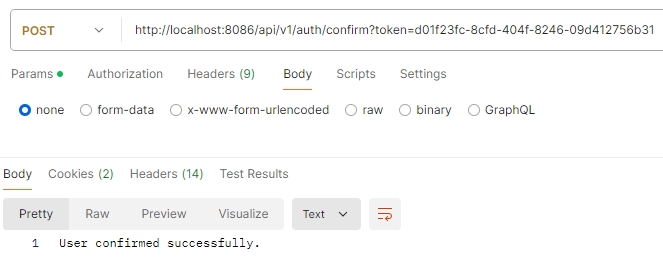 POST http://localhost:8086/api/v1/auth/confirm?token=d01f23fc-8cfd-404f-8246-09d412756b31
Params Authorization Headers (9) Body Scripts Settings
none form-data x-www-form-urlencoded raw binary GraphQL
Body Cookies (2) Headers (14) Test Results
Pretty Raw Preview Visualize Text
1 User confirmed successfully.